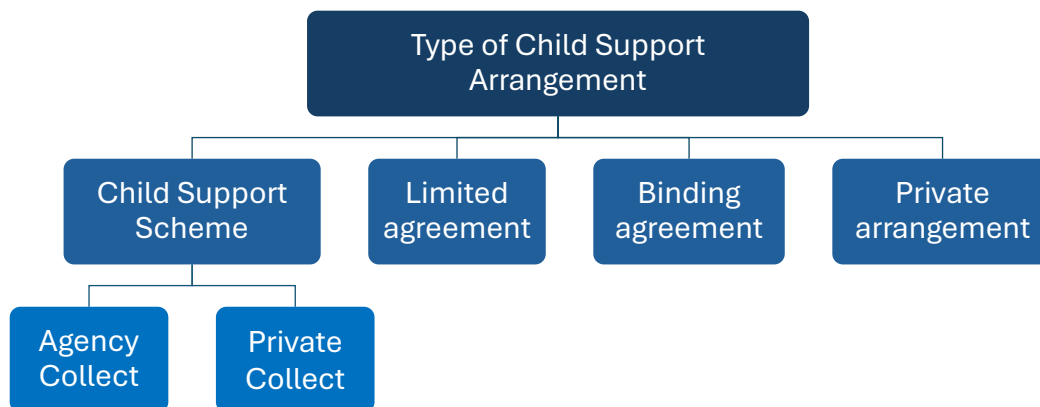 Type of Child Support
Arrangement
Child Support
Scheme
Limited
agreement
Binding
agreement
Private
arrangement
Agency
Collect
Private
Collect